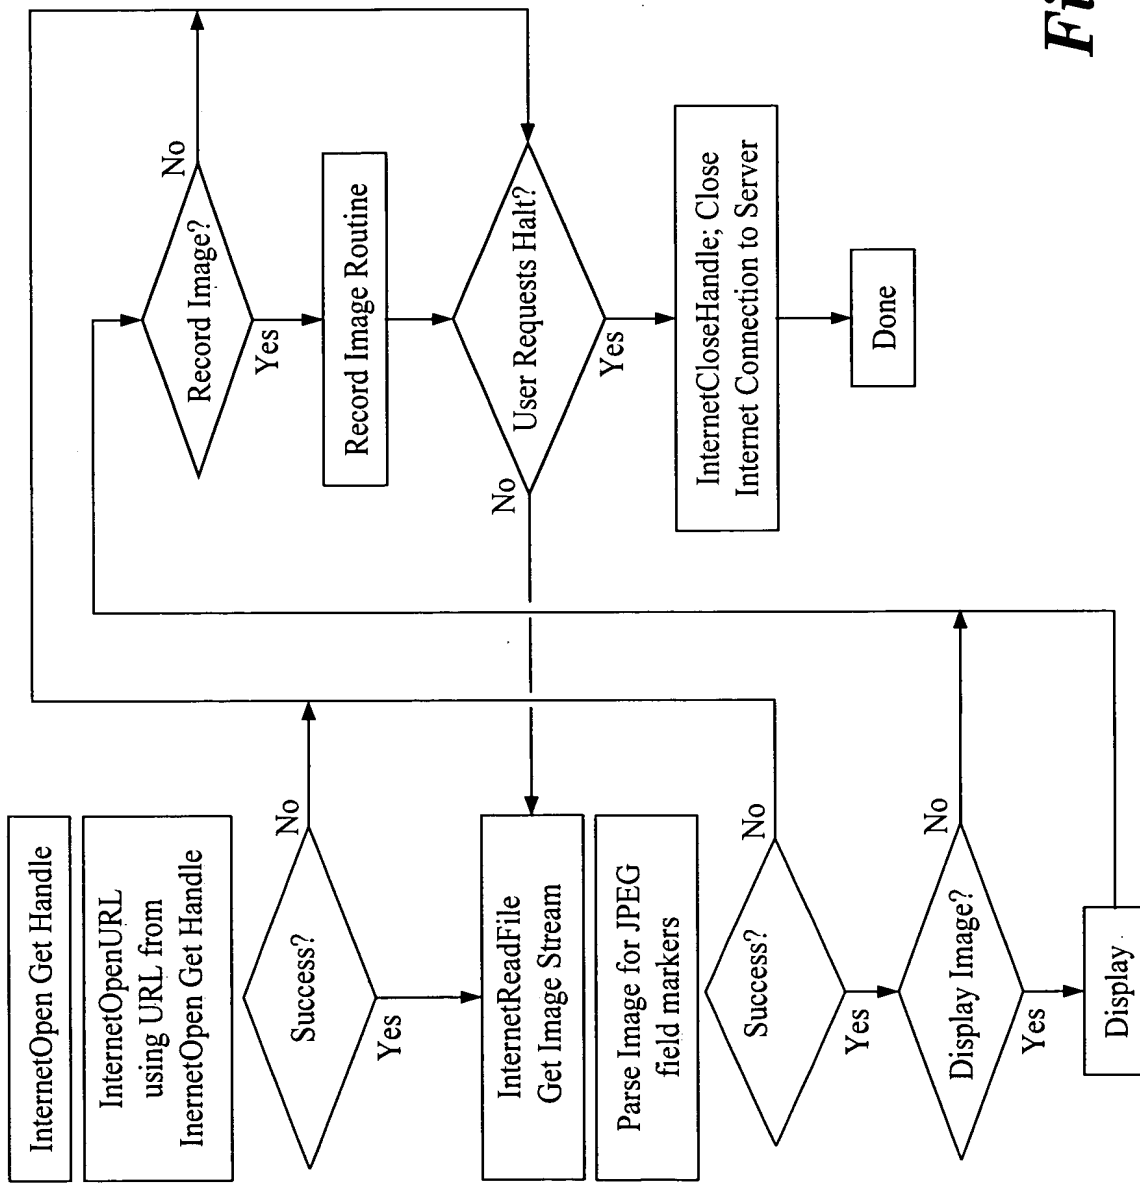 InternetOpen Get Handle
InternetOpenURL
using URL from
InernetOpen Get Handle
Success?
No
Yes
InternetReadFile
Get Image Stream
Parse Image for JPEG
field markers
Success?
No
Yes
Display Image?
No
Yes
Display
Record Image?
No
Yes
Record Image Routine
User Requests Halt?
No
Yes
InternetCloseHandle; Close
Internet Connection to Server
Done